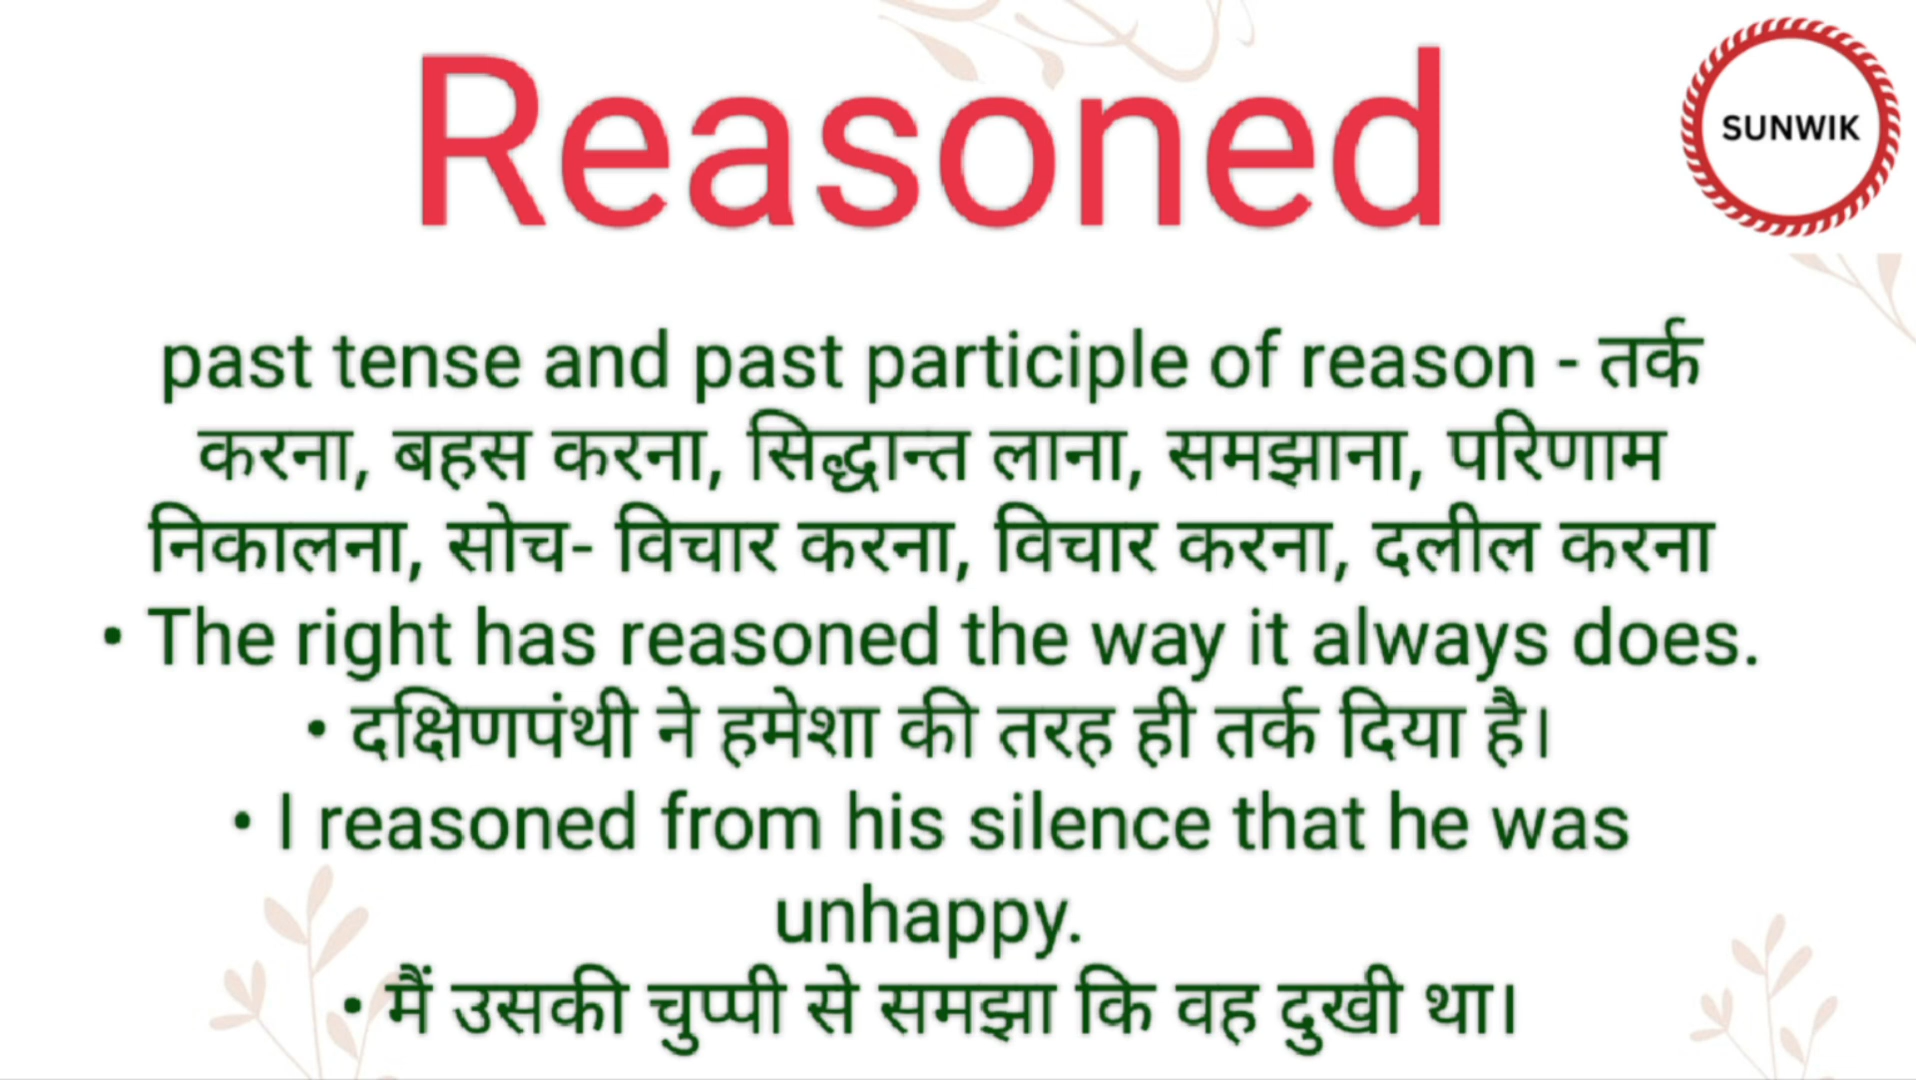 Reasoned
SUNWIK
past tense and past participle of reason - तर्क
करना, बहस करना, सिद्धान्त लाना, समझाना, परिणाम
निकालना, सोच- विचार करना, विचार करना, दलील करना
• The right has reasoned the way it always does.
• दक्षिणपंथी ने हमेशा की तरह ही तर्क दिया है।
• I reasoned from his silence that he was
unhappy.
• मैं उसकी चुप्पी से समझा कि वह दुखी था।